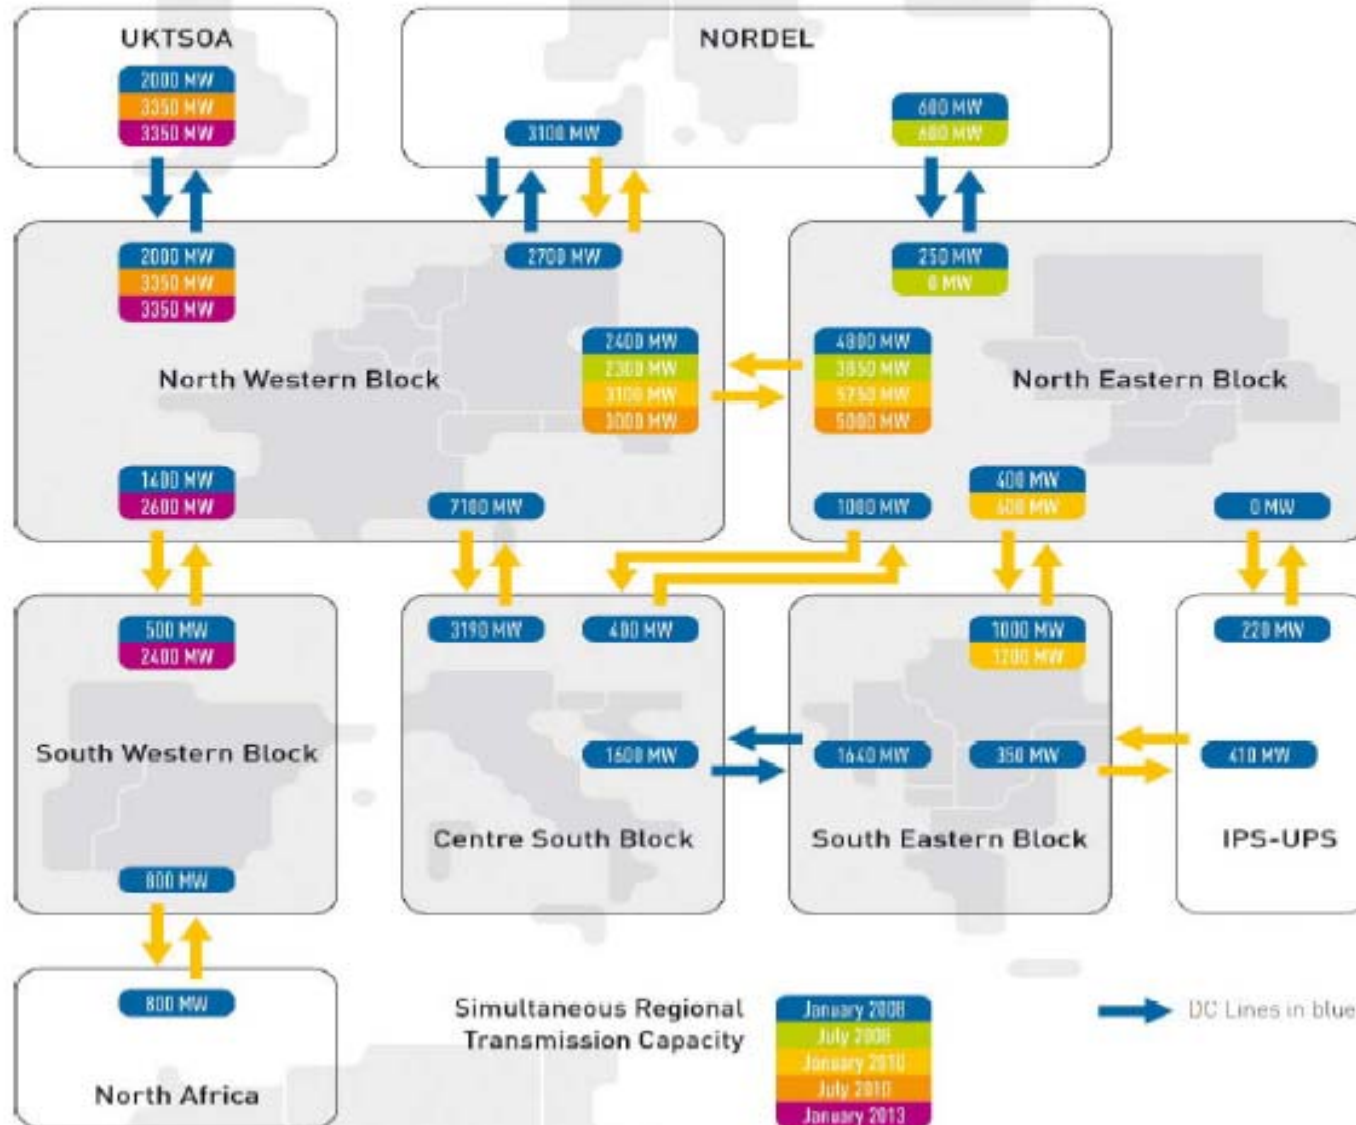 UKTSOA
2000 MW
3350 MW
3350 MW
NORDEL
3100 MW
600 MW
600 MW
2000 MW
3350 MW
3350 MW
2700 MW
250 MW
0 MW
North Western Block
2400 MW
2300 MW
3100 MW
3000 MW
4800 MW
3850 MW
5250 MW
5000 MW
North Eastern Block
1400 MW
2600 MW
7100 MW
1000 MW
400 MW
600 MW
0 MW
500 MW
2400 MW
3190 MW
400 MW
1000 MW
1200 MW
220 MW
South Western Block
1600 MW
1640 MW
350 MW
410 MW
Centre South Block
South Eastern Block
IPS-UPS
800 MW
800 MW
North Africa
Simultaneous Regional
Transmission Capacity
January 2008
July 2008
January 2010
July 2010
January 2013
DC Lines in blue